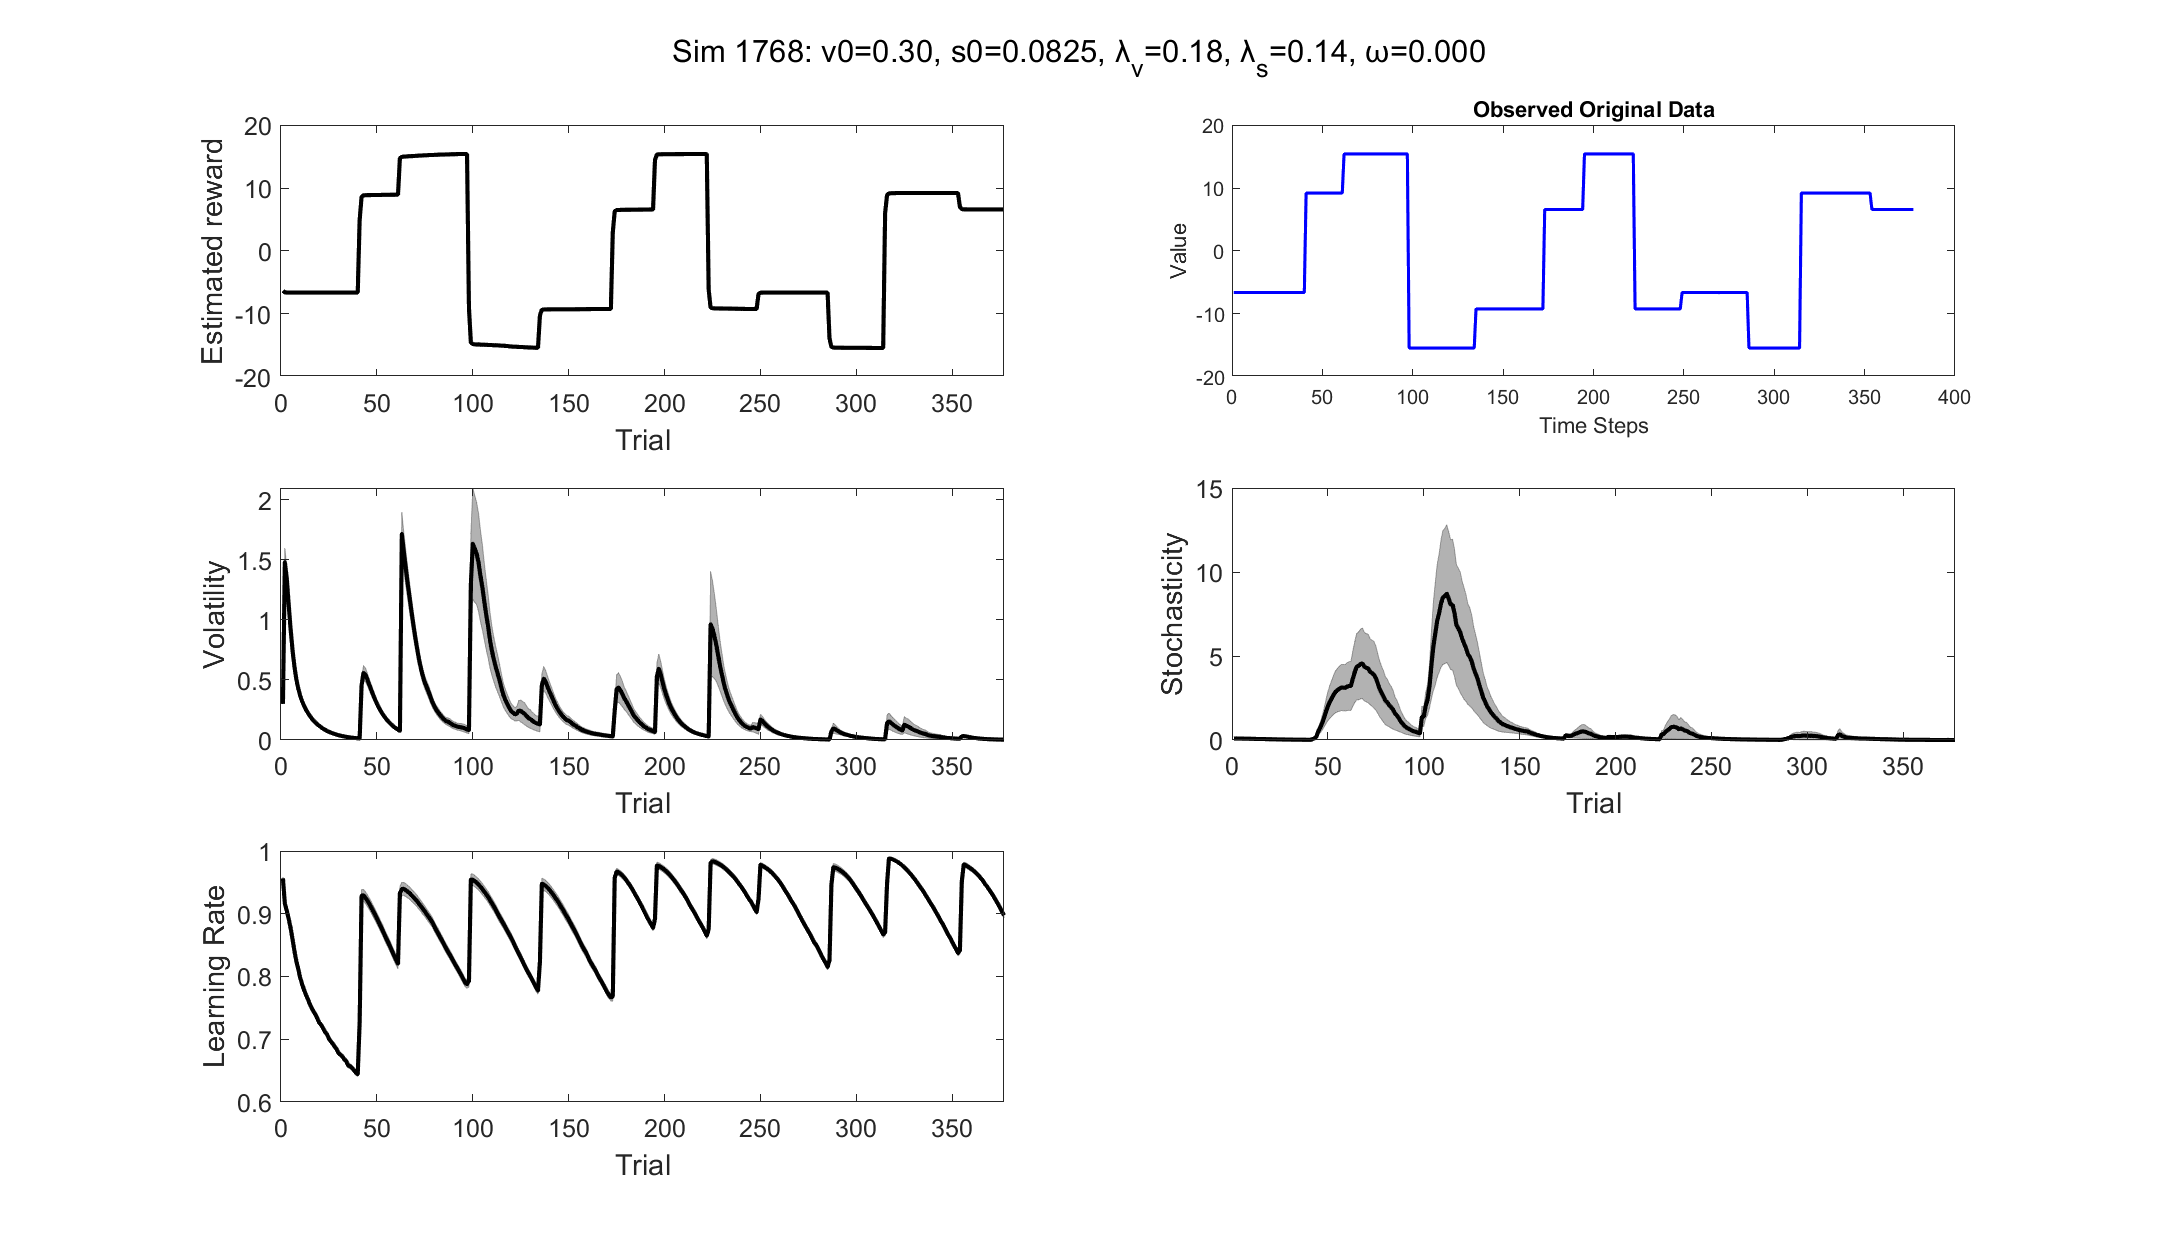 Sim 1768: v0=0.30, s0=0.0825, λv=0.18, λs=0.14, ω=0.000
Estimated reward
20
10
0
-10
-20
0 50 100 150 200 250 300 350
Trial
Observed Original Data
Value
20
10
0
-10
-20
0 50 100 150 200 250 300 350 400
Time Steps
Volatility
2
1.5
1
0.5
0
0 50 100 150 200 250 300 350
Trial
Stochasticity
15
10
5
0
0 50 100 150 200 250 300 350
Trial
Learning Rate
1
0.9
0.8
0.7
0.6
0 50 100 150 200 250 300 350
Trial